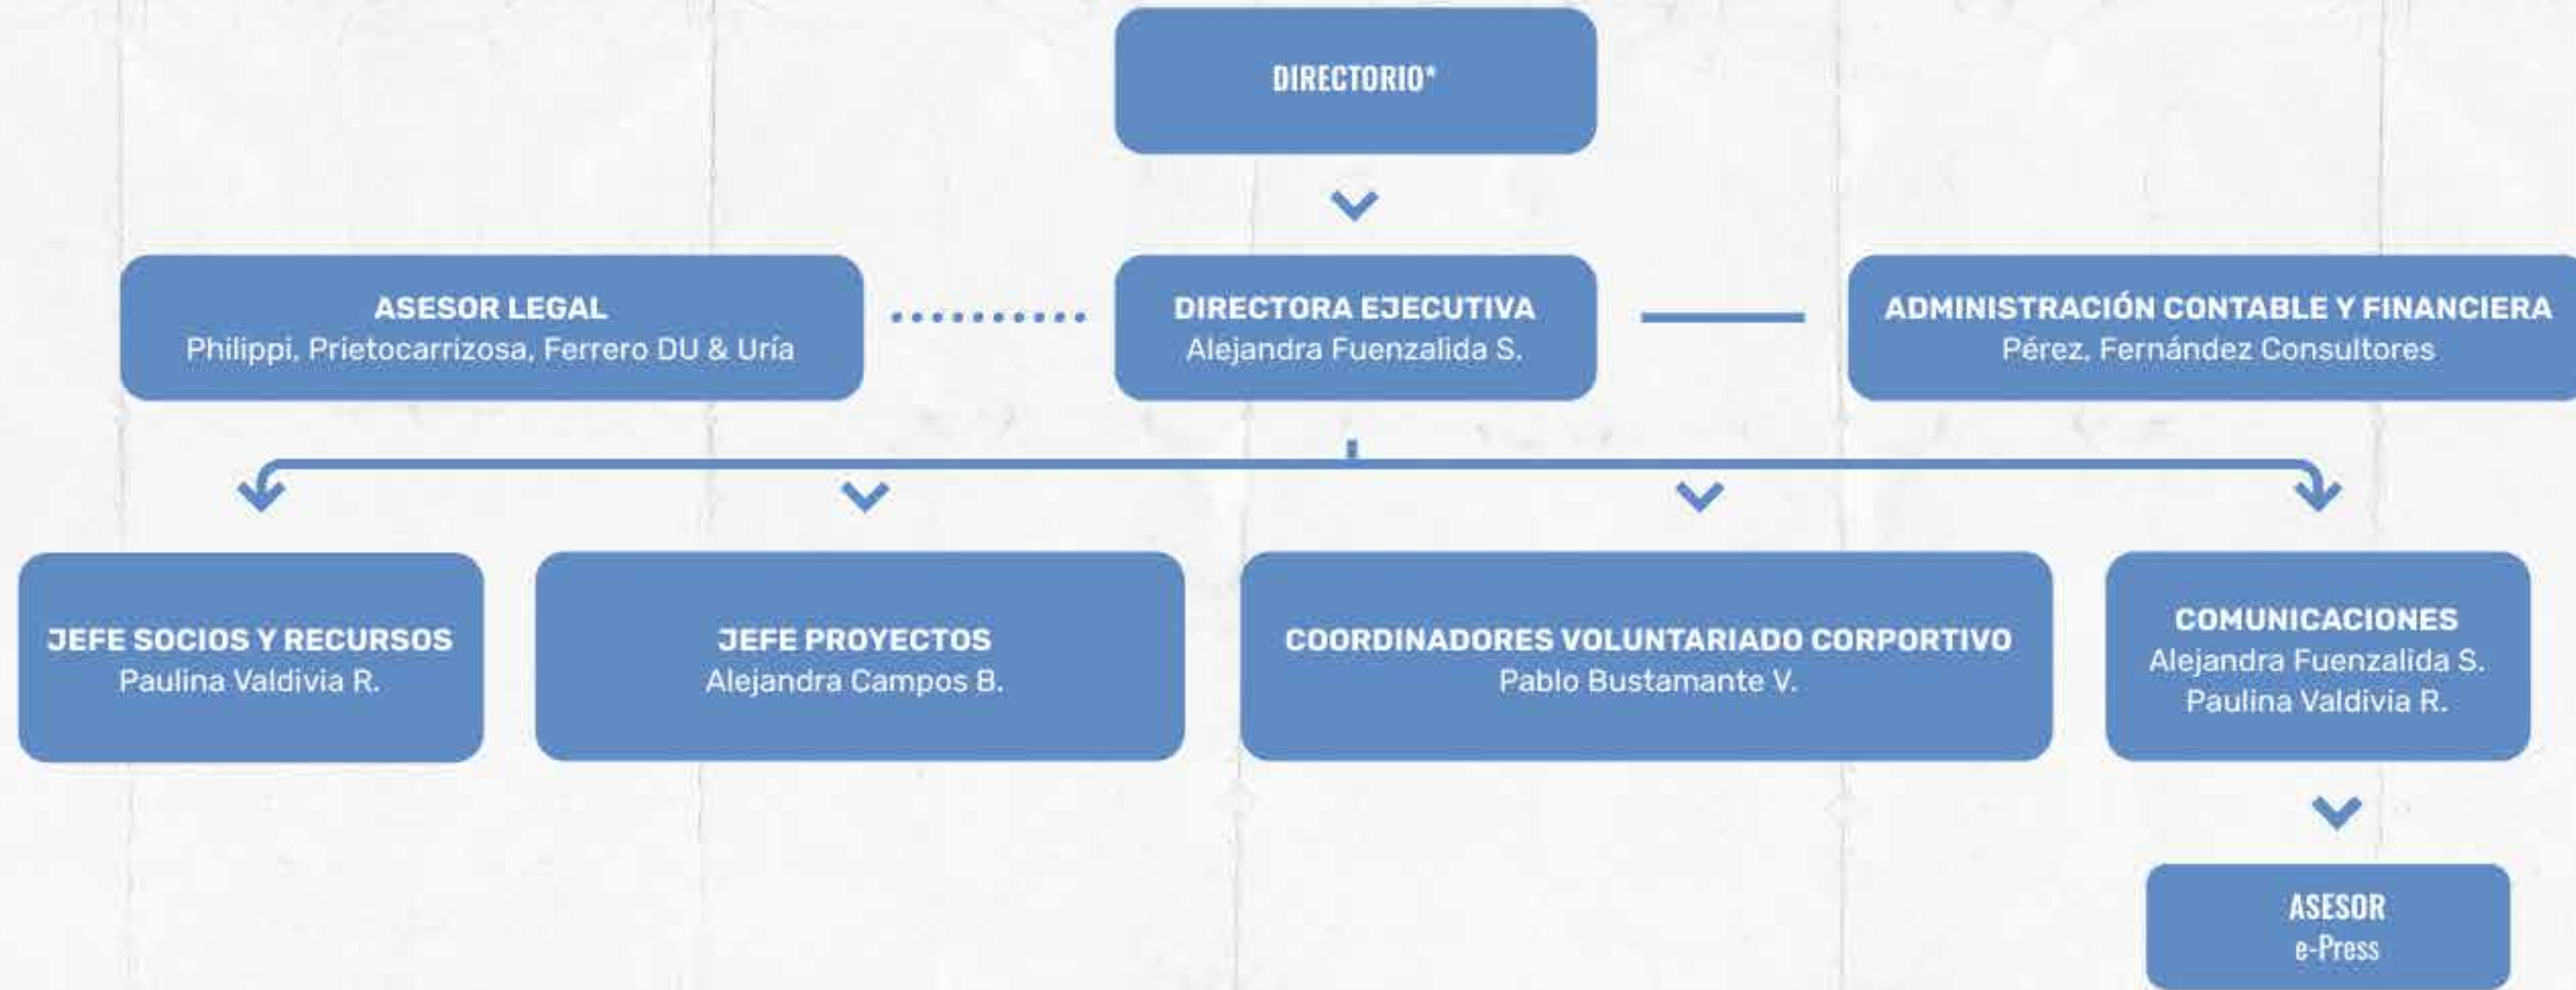 DIRECTORIO*
ASESOR LEGAL
Philippi, Prietocarrizosa, Ferrero DU & Uría
DIRECTORA EJECUTIVA
Alejandra Fuenzalida S.
ADMINISTRACIÓN CONTABLE Y FINANCIERA
Pérez, Fernández Consultores
JEFE SOCIOS Y RECURSOS
Paulina Valdivia R.
JEFE PROYECTOS
Alejandra Campos B.
COORDINADORES VOLUNTARIADO CORPORTIVO
Pablo Bustamante V.
COMUNICACIONES
Alejandra Fuenzalida S.
Paulina Valdivia R.
ASESOR
e-Press